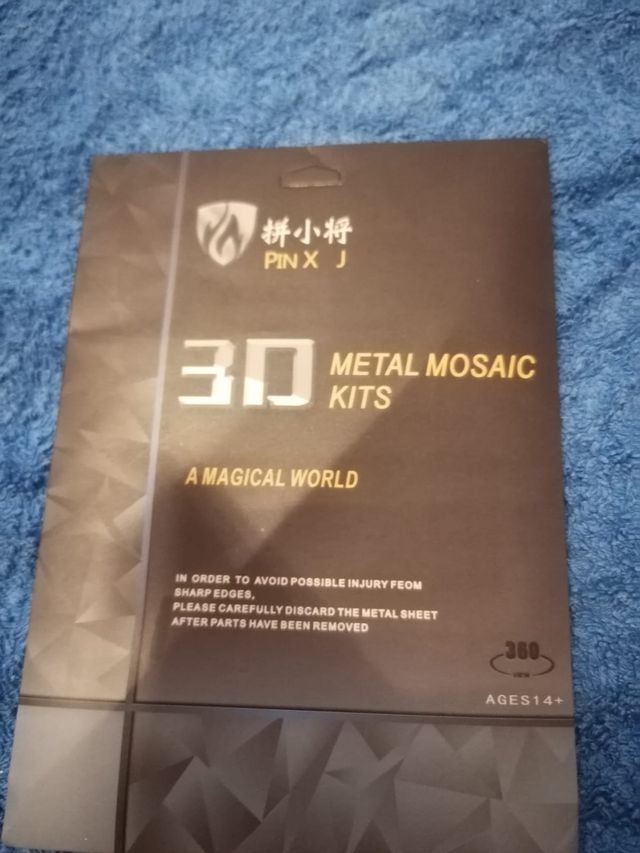 拼小将
PIN X J
3D METAL MOSAIC
KITS
A MAGICAL WORLD
IN ORDER TO AVOID POSSIBLE INJURY FEOM
SHARP EDGES,
PLEASE CAREFULLY DISCARD THE METAL SHEET
AFTER PARTS HAVE BEEN REMOVED
360
VIEW
AGES14+